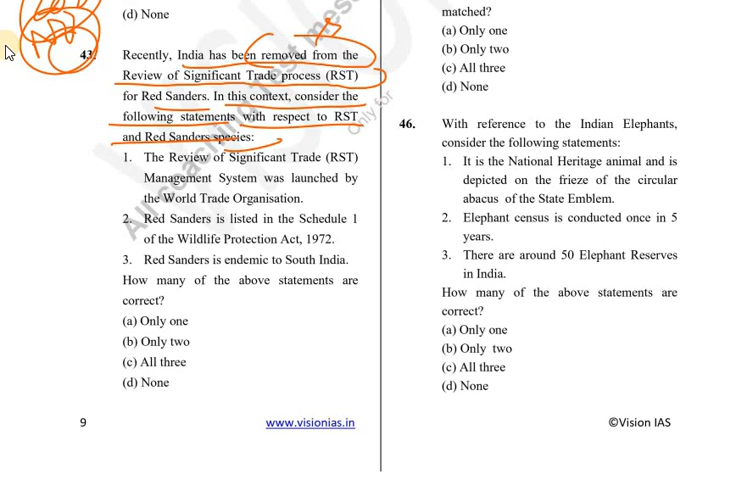 (d) None
43.
Recently, India has been removed from the
Review of Significant Trade process (RST)
for Red Sanders. In this context, consider the
following statements with respect to RST
and Red Sanders species:
1. The Review of Significant Trade (RST)
Management System was launched by
the World Trade Organisation.
2. Red Sanders is listed in the Schedule 1
of the Wildlife Protection Act, 1972.
3. Red Sanders is endemic to South India.
How many of the above statements are
correct?
(a) Only one
(b) Only two
(c) All three
(d) None
matched?
(a) Only one
(b) Only two
(c) All three
(d) None
46. With reference to the Indian Elephants,
consider the following statements:
1. It is the National Heritage animal and is
depicted on the frieze of the circular
abacus of the State Emblem.
2. Elephant census is conducted once in 5
years.
3. There are around 50 Elephant Reserves
in India.
How many of the above statements are
correct?
(a) Only one
(b) Only two
(c) All three
(d) None
9
www.visionias.in
©Vision IAS